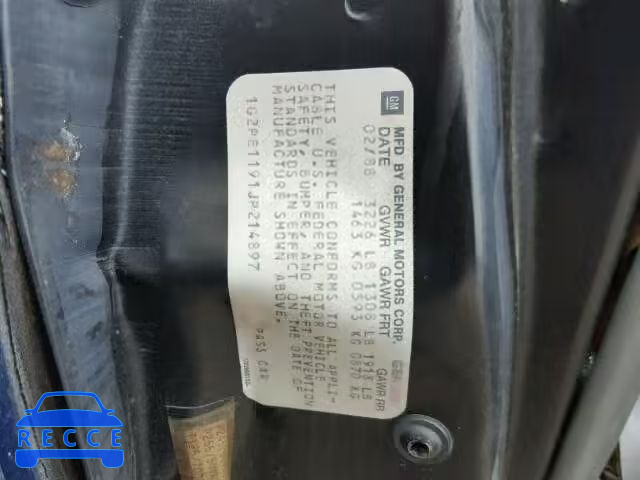 GM
MFD BY GENERAL MOTORS CORP.
DATE GVWR GAWR FRT GAWR RR
02/88 3226 LB 1308 LB 1918 LB
1463 KG 0593 KG 0870 KG
THIS VEHICLE CONFORMS TO ALL APPLI-
CABLE U.S. FEDERAL MOTOR VEHICLE
SAFETY, BUMPER, AND THEFT PREVENTION
STANDARDS IN EFFECT ON THE DATE OF
MANUFACTURE SHOWN ABOVE.
1G2PE1191JP214897 PASS CAR